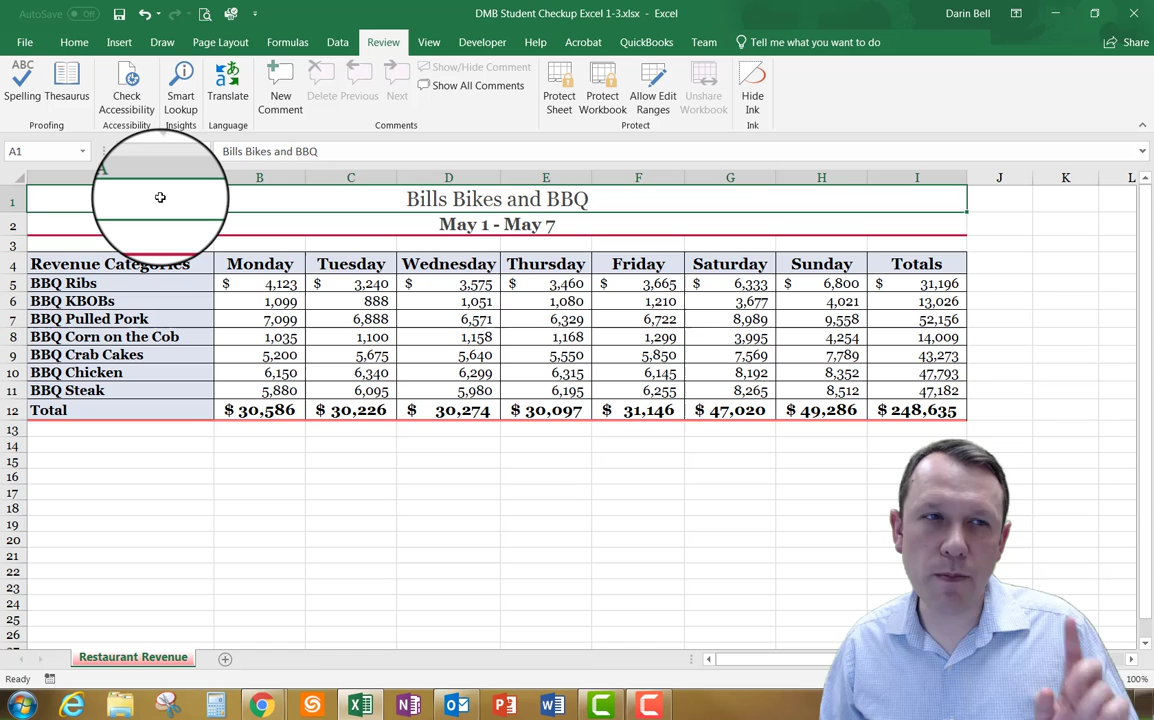 AutoSave Off DMB Student Checkup Excel 1-3.xlsx - Excel Darin Bell
File Home Insert Draw Page Layout Formulas Data Review View Developer Help Acrobat QuickBooks Team Tell me what you want to do Share
ABC Show/Hide Comment
Show All Comments
Spelling Thesaurus Check Accessibility Smart Lookup Translate New Comment Delete Previous Next Protect Sheet Protect Workbook Allow Edit Ranges Unshare Workbook Hide Ink
Proofing Accessibility Insights Language Comments Protect Ink
A1 Bills Bikes and BBQ
A B C D E F G H I J K L
1 Bills Bikes and BBQ
2 May 1 - May 7
3
4 Revenue Categories Monday Tuesday Wednesday Thursday Friday Saturday Sunday Totals
5 BBQ Ribs $ 4,123 $ 3,240 $ 3,575 $ 3,460 $ 3,665 $ 6,333 $ 6,800 $ 31,196
6 BBQ KBOBs 1,099 888 1,051 1,080 1,210 3,677 4,021 13,026
7 BBQ Pulled Pork 7,099 6,888 6,571 6,329 6,722 8,989 9,558 52,156
8 BBQ Corn on the Cob 1,035 1,100 1,158 1,168 1,299 3,995 4,254 14,009
9 BBQ Crab Cakes 5,200 5,675 5,640 5,550 5,850 7,569 7,789 43,273
10 BBQ Chicken 6,150 6,340 6,299 6,315 6,145 8,192 8,352 47,793
11 BBQ Steak 5,880 6,095 5,980 6,195 6,255 8,265 8,512 47,182
12 Total $ 30,586 $ 30,226 $ 30,274 $ 30,097 $ 31,146 $ 47,020 $ 49,286 $ 248,635
13
14
15
16
17
18
19
20
21
22
23
24
25
26
Restaurant Revenue
Ready 100%